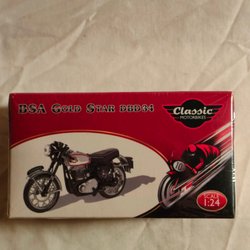 BSA GOLD STAR DBD34
Classic
MOTORBIKES
SCALE
1:24